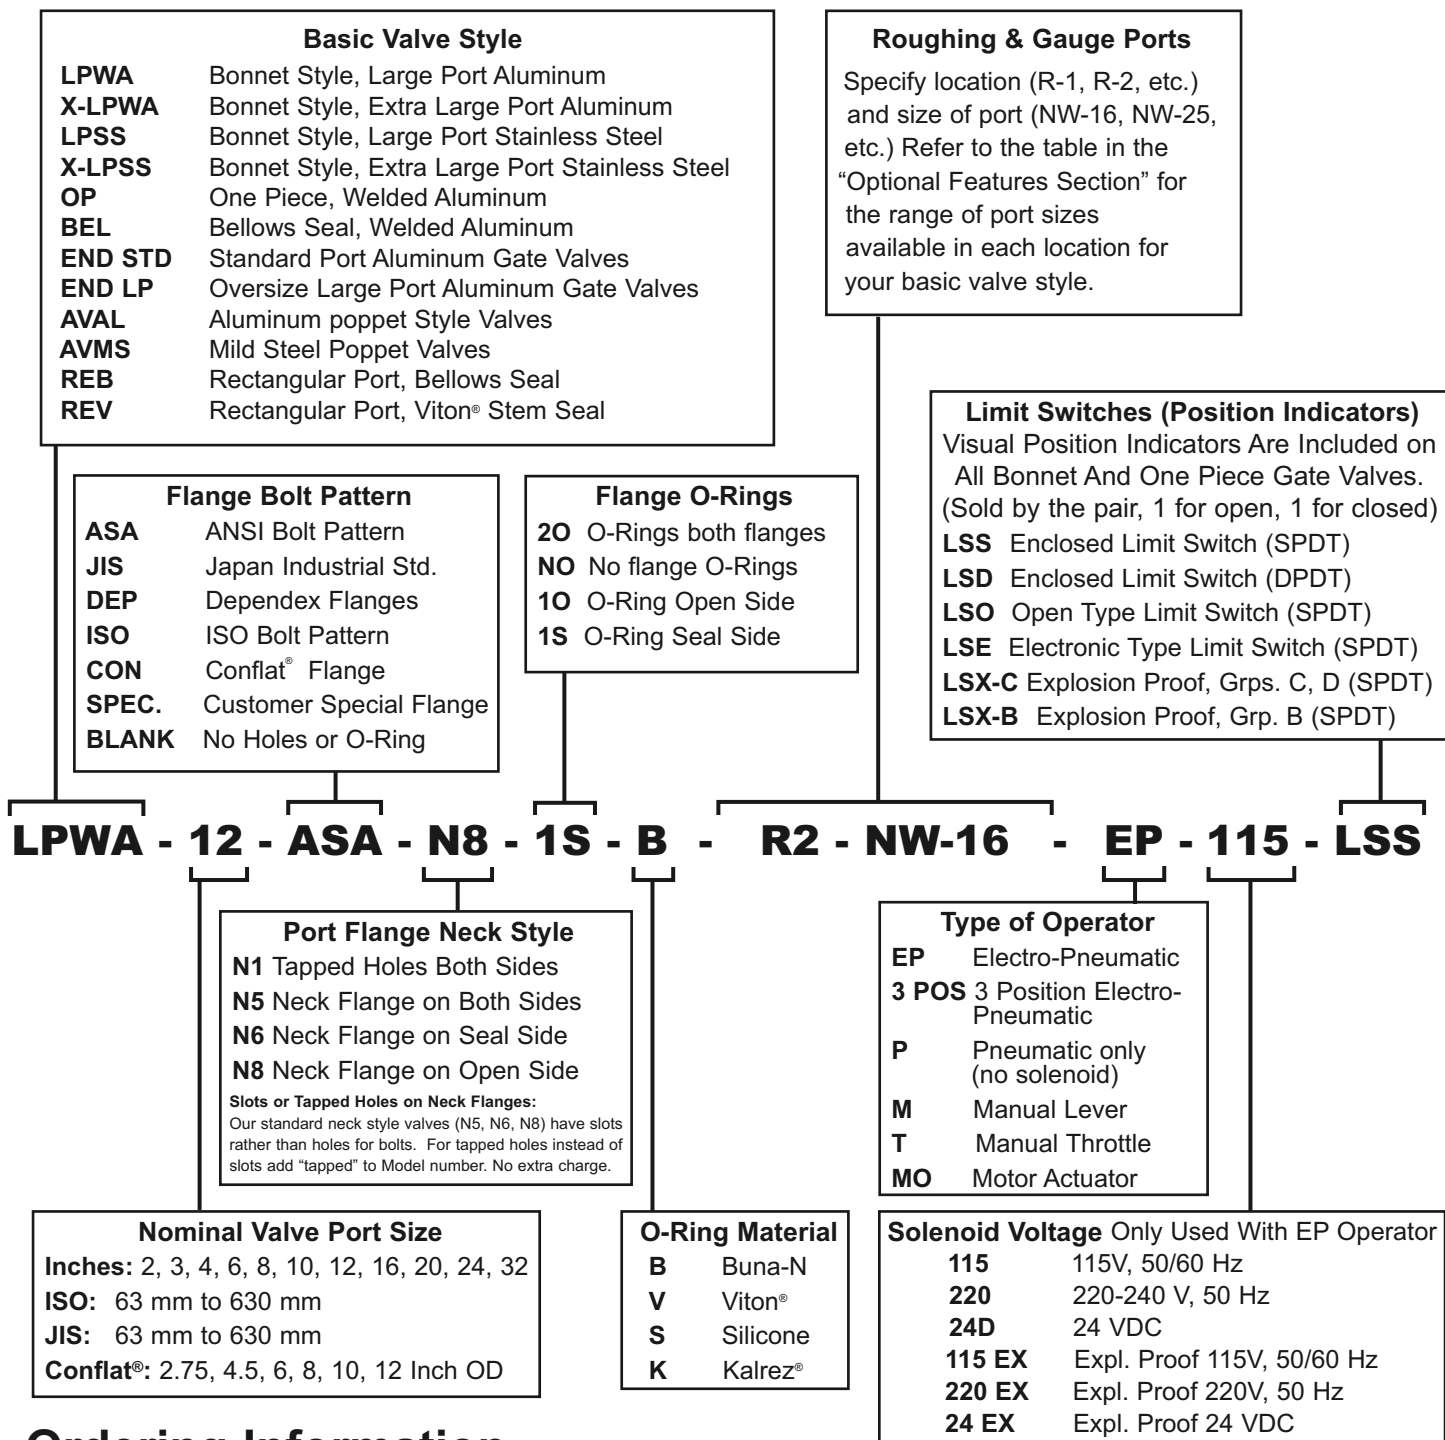 Basic Valve Style
LPWA Bonnet Style, Large Port Aluminum
X-LPWA Bonnet Style, Extra Large Port Aluminum
LPSS Bonnet Style, Large Port Stainless Steel
X-LPSS Bonnet Style, Extra Large Port Stainless Steel
OP One Piece, Welded Aluminum
BEL Bellows Seal, Welded Aluminum
END STD Standard Port Aluminum Gate Valves
END LP Oversize Large Port Aluminum Gate Valves
AVAL Aluminum poppet Style Valves
AVMS Mild Steel Poppet Valves
REB Rectangular Port, Bellows Seal
REV Rectangular Port, Viton® Stem Seal
Roughing & Gauge Ports
Specify location (R-1, R-2, etc.)
and size of port (NW-16, NW-25,
etc.) Refer to the table in the
“Optional Features Section” for
the range of port sizes
available in each location for
your basic valve style.
Flange Bolt Pattern
ASA ANSI Bolt Pattern
JIS Japan Industrial Std.
DEP Dependex Flanges
ISO ISO Bolt Pattern
CON Conflat® Flange
SPEC. Customer Special Flange
BLANK No Holes or O-Ring
Flange O-Rings
2O O-Rings both flanges
NO No flange O-Rings
1O O-Ring Open Side
1S O-Ring Seal Side
Limit Switches (Position Indicators)
Visual Position Indicators Are Included on
All Bonnet And One Piece Gate Valves.
(Sold by the pair, 1 for open, 1 for closed)
LSS Enclosed Limit Switch (SPDT)
LSD Enclosed Limit Switch (DPDT)
LSO Open Type Limit Switch (SPDT)
LSE Electronic Type Limit Switch (SPDT)
LSX-C Explosion Proof, Grps. C, D (SPDT)
LSX-B Explosion Proof, Grp. B (SPDT)
LPWA - 12 - ASA - N8 - 1S - B - R2 - NW-16 - EP - 115 - LSS
Port Flange Neck Style
N1 Tapped Holes Both Sides
N5 Neck Flange on Both Sides
N6 Neck Flange on Seal Side
N8 Neck Flange on Open Side
Slots or Tapped Holes on Neck Flanges:
Our standard neck style valves (N5, N6, N8) have slots
rather than holes for bolts. For tapped holes instead of
slots add “tapped” to Model number. No extra charge.
Type of Operator
EP Electro-Pneumatic
3 POS 3 Position Electro-
Pneumatic
P Pneumatic only
(no solenoid)
M Manual Lever
T Manual Throttle
MO Motor Actuator
Nominal Valve Port Size
Inches: 2, 3, 4, 6, 8, 10, 12, 16, 20, 24, 32
ISO: 63 mm to 630 mm
JIS: 63 mm to 630 mm
Conflat®: 2.75, 4.5, 6, 8, 10, 12 Inch OD
O-Ring Material
B Buna-N
V Viton®
S Silicone
K Kalrez®
Solenoid Voltage Only Used With EP Operator
115 115V, 50/60 Hz
220 220-240 V, 50 Hz
24D 24 VDC
115 EX Expl. Proof 115V, 50/60 Hz
220 EX Expl. Proof 220V, 50 Hz
24 EX Expl. Proof 24 VDC
Ordering Information